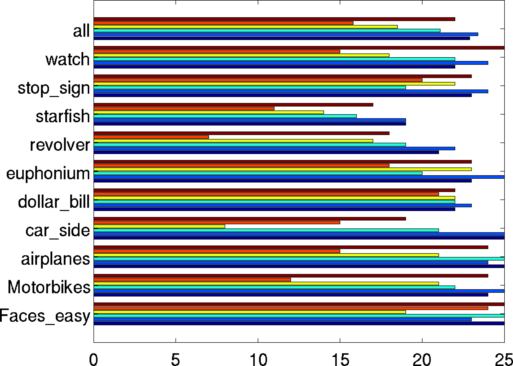 all
watch
stop_sign
starfish
revolver
euphonium
dollar_bill
car_side
airplanes
Motorbikes
Faces_easy
0 5 10 15 20 25